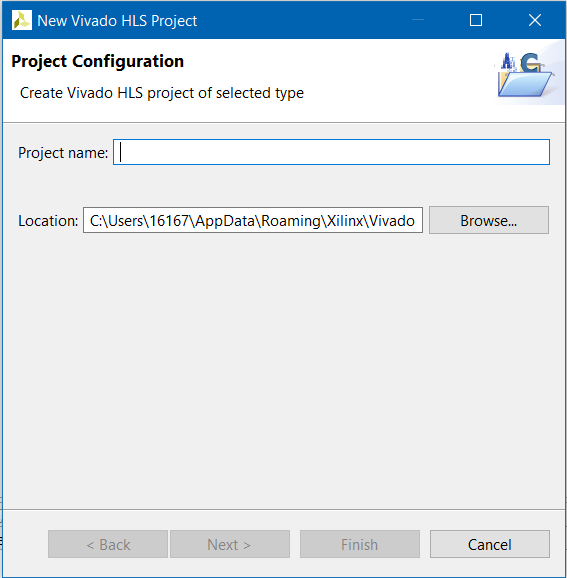 New Vivado HLS Project
Project Configuration
Create Vivado HLS project of selected type
Project name:
Location: C:\Users\16167\AppData\Roaming\Xilinx\Vivado Browse...
< Back Next > Finish Cancel